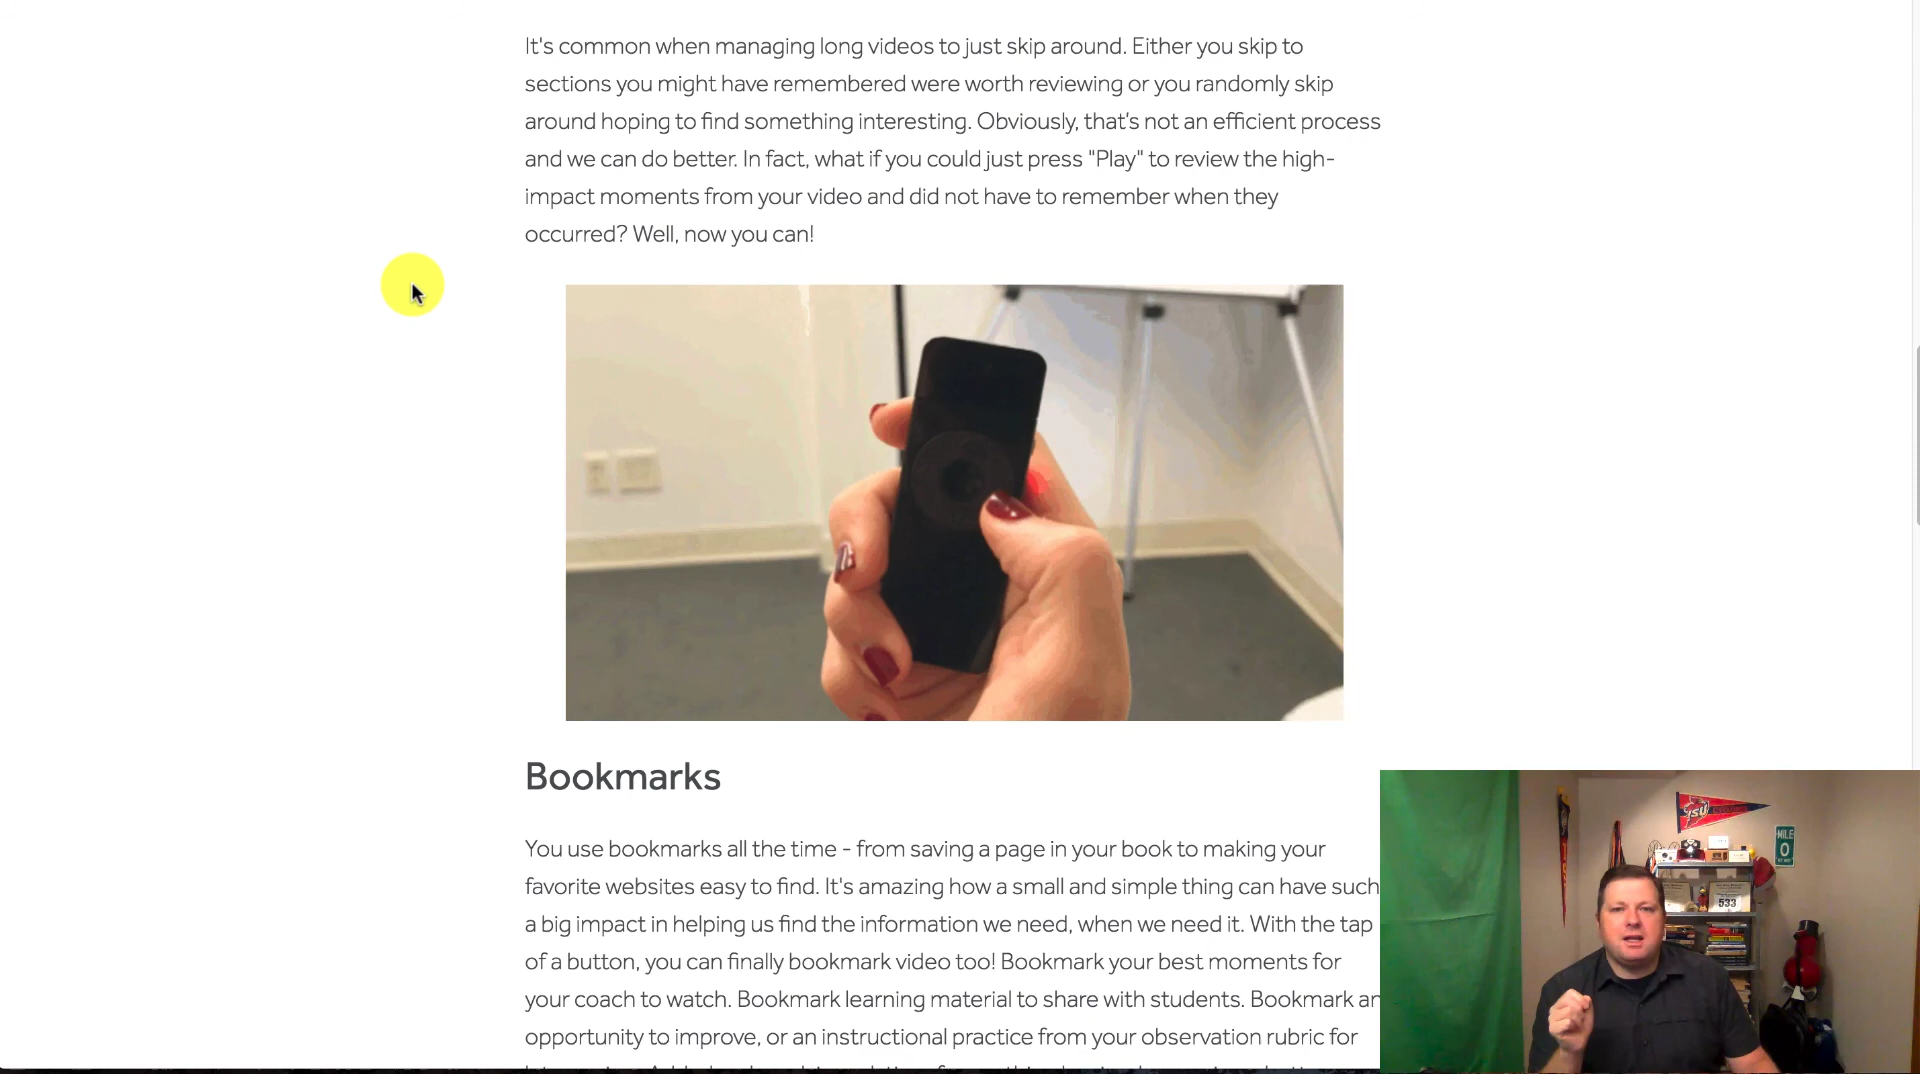 It's common when managing long videos to just skip around. Either you skip to
sections you might have remembered were worth reviewing or you randomly skip
around hoping to find something interesting. Obviously, that's not an efficient process
and we can do better. In fact, what if you could just press "Play" to review the high-
impact moments from your video and did not have to remember when they
occurred? Well, now you can!
Bookmarks
You use bookmarks all the time - from saving a page in your book to making your
favorite websites easy to find. It's amazing how a small and simple thing can have such
a big impact in helping us find the information we need, when we need it. With the tap
of a button, you can finally bookmark video too! Bookmark your best moments for
your coach to watch. Bookmark learning material to share with students. Bookmark an
opportunity to improve, or an instructional practice from your observation rubric for
ISU
MILE
0
533